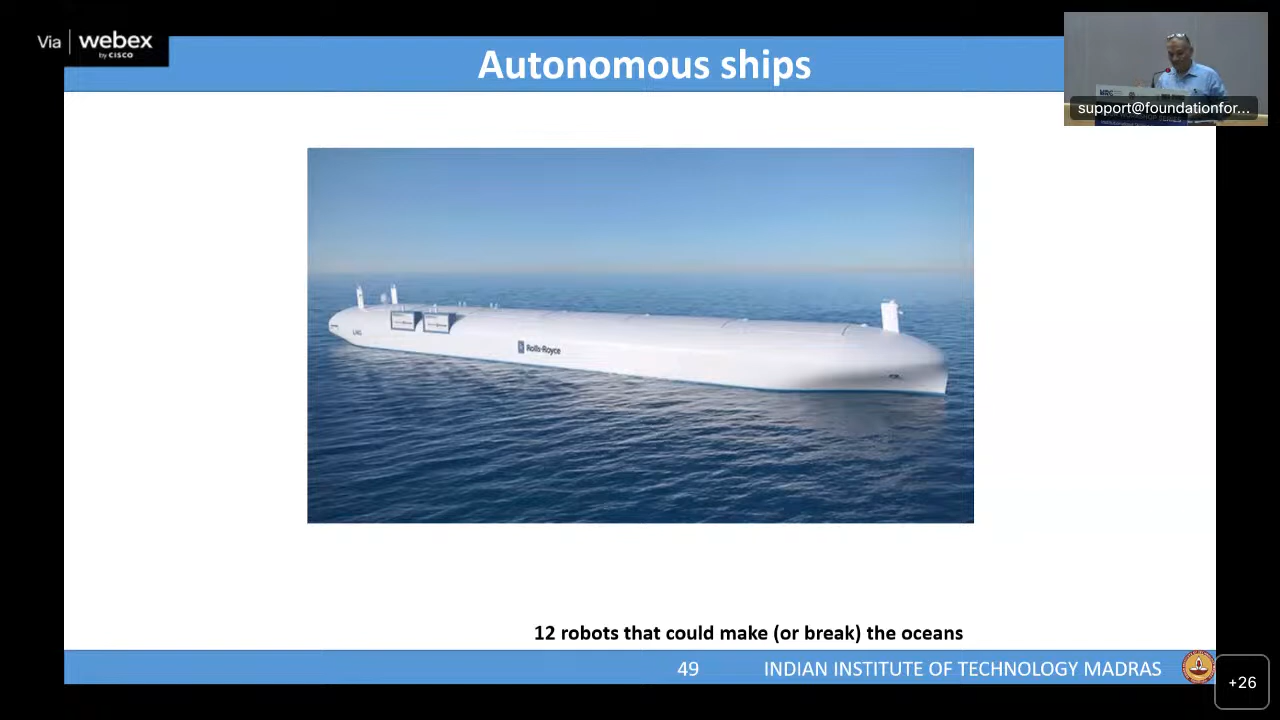 Via webex
by CISCO
Autonomous ships
support@foundationfor...
Rolls-Royce
12 robots that could make (or break) the oceans
49 INDIAN INSTITUTE OF TECHNOLOGY MADRAS
+26